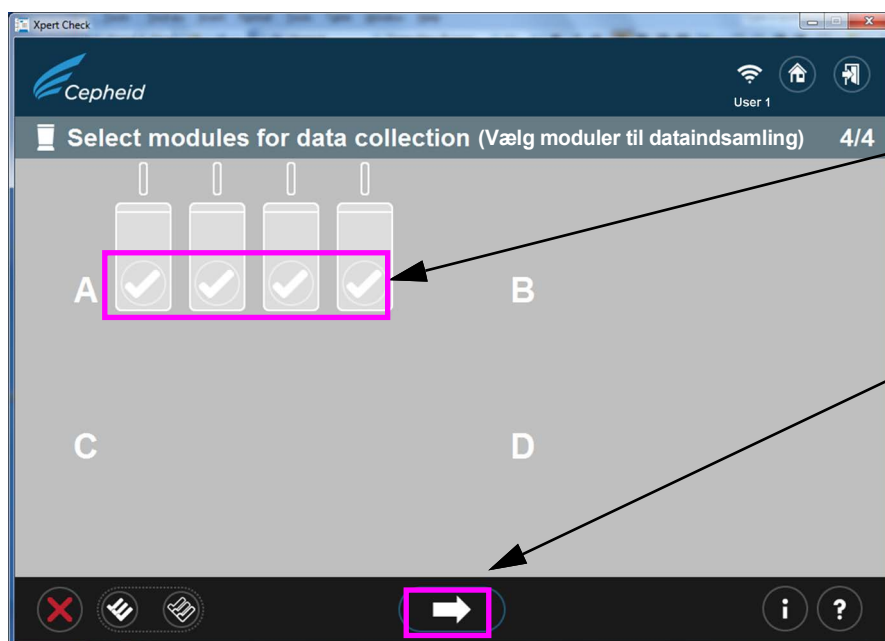 Xpert Check
Cepheid
User 1
Select modules for data collection (Vælg moduler til dataindsamling) 4/4
A B
C D
i ?